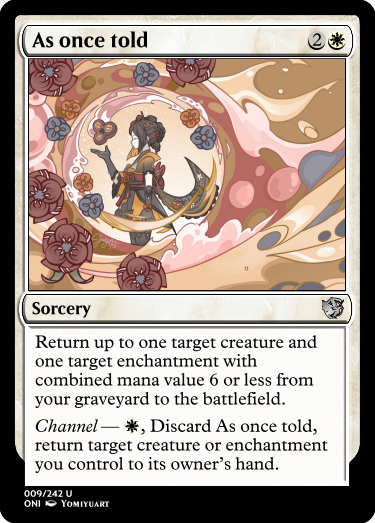 As once told 2
Sorcery
Return up to one target creature and
one target enchantment with
combined mana value 6 or less from
your graveyard to the battlefield.
Channel — , Discard As once told,
return target creature or enchantment
you control to its owner's hand.
009/242 U
ONI YOMIYUART